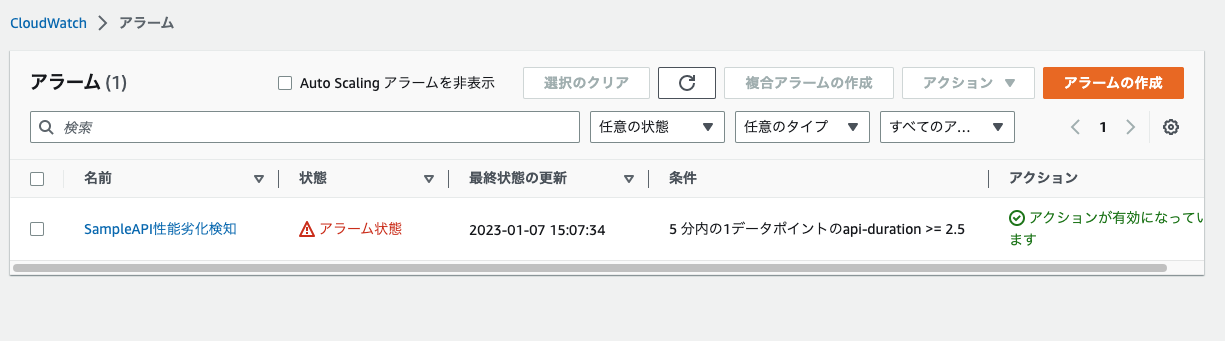 CloudWatch > アラーム
アラーム (1)
Auto Scaling アラームを非表示
選択のクリア
複合アラームの作成
アクション
アラームの作成
検索
任意の状態
任意のタイプ
すべてのア...
1
名前
状態
最終状態の更新
条件
アクション
SampleAPI性能劣化検知
アラーム状態
2023-01-07 15:07:34
5 分内の1データポイントのapi-duration >= 2.5
アクションが有効になってい
ます